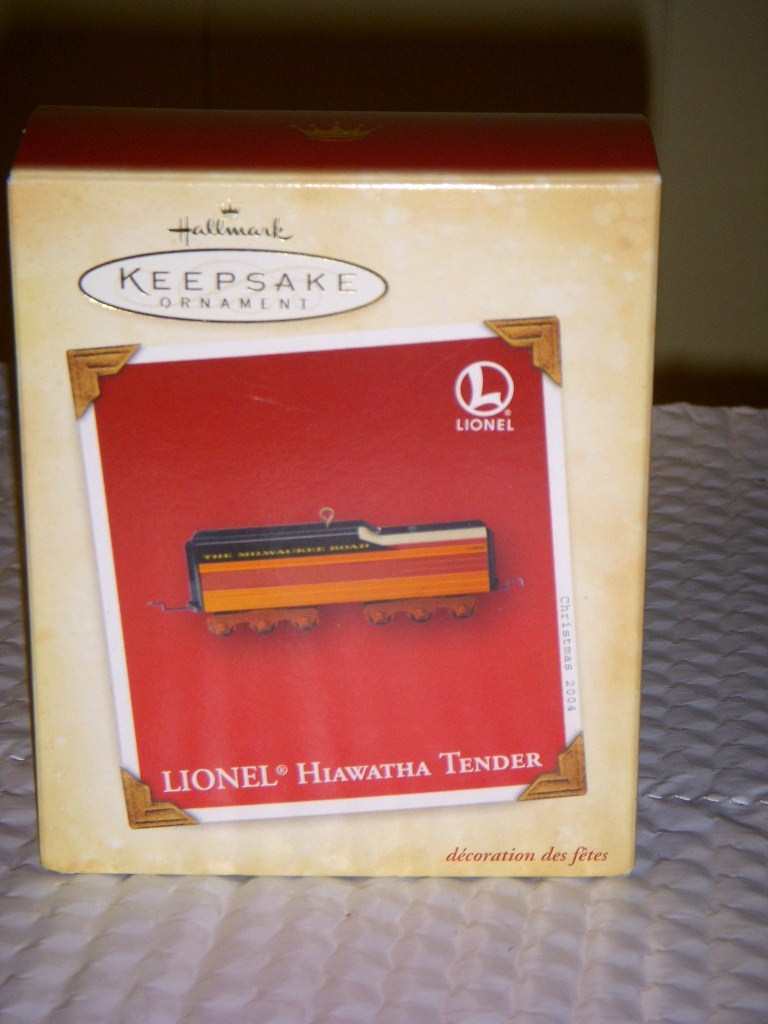 Hallmark
KEEPSAKE
ORNAMENT
L
®
LIONEL
THE MILWAUKEE ROAD
Christmas 2004
LIONEL® HIAWATHA TENDER
décoration des fêtes